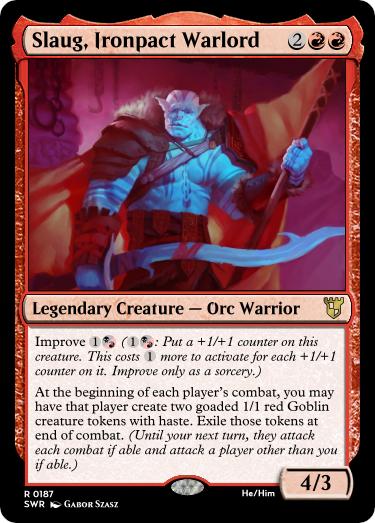 Slaug, Ironpact Warlord 2
Legendary Creature — Orc Warrior
Improve 1 (1: Put a +1/+1 counter on this
creature. This costs 1 more to activate for each +1/+1
counter on it. Improve only as a sorcery.)
At the beginning of each player's combat, you may
have that player create two goaded 1/1 red Goblin
creature tokens with haste. Exile those tokens at
end of combat. (Until your next turn, they attack
each combat if able and attack a player other than you
if able.)
4/3
R 0187 He/Him
SWR GABOR SZASZ